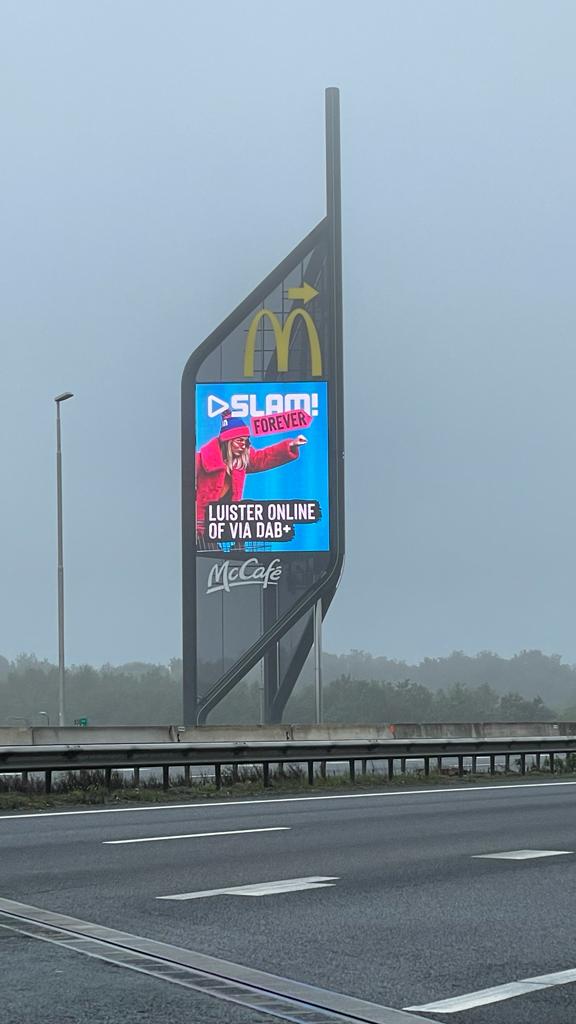 SLAM!
FOREVER
LUISTER ONLINE
OF VIA DAB+
McCafé